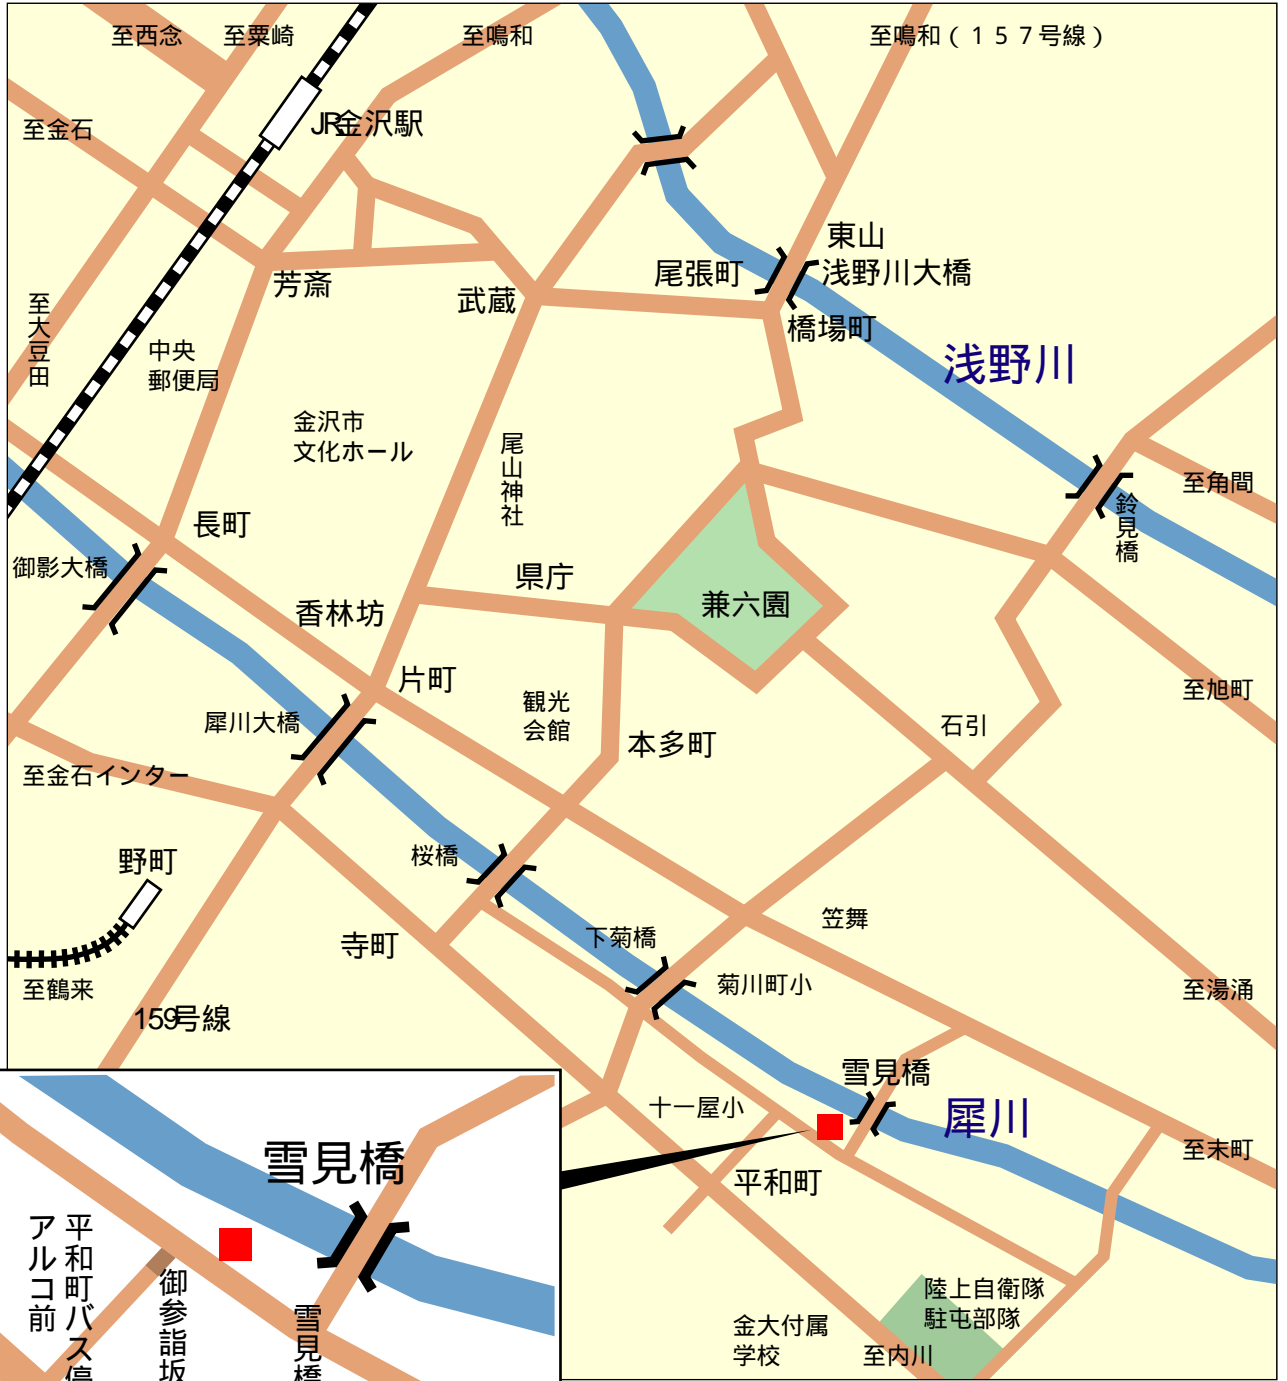 至西念
至粟崎
至鳴和
至鳴和（１５７号線）
至金石
JR金沢駅
東山
尾張町
浅野川大橋
芳斎
武蔵
橋場町
至大豆田
中央
郵便局
浅野川
金沢市
文化ホール
尾山神社
至角間
鈴見橋
長町
御影大橋
県庁
香林坊
兼六園
片町
至旭町
観光
会館
犀川大橋
石引
本多町
至金石インター
桜橋
野町
笠舞
下菊橋
寺町
菊川町小
至鶴来
至湯涌
159号線
雪見橋
十一屋小
犀川
至末町
平和町
陸上自衛隊
駐屯部隊
金大付属
学校
至内川
雪見橋
平和町バス停
アルコ前
御参詣坂
雪見橋